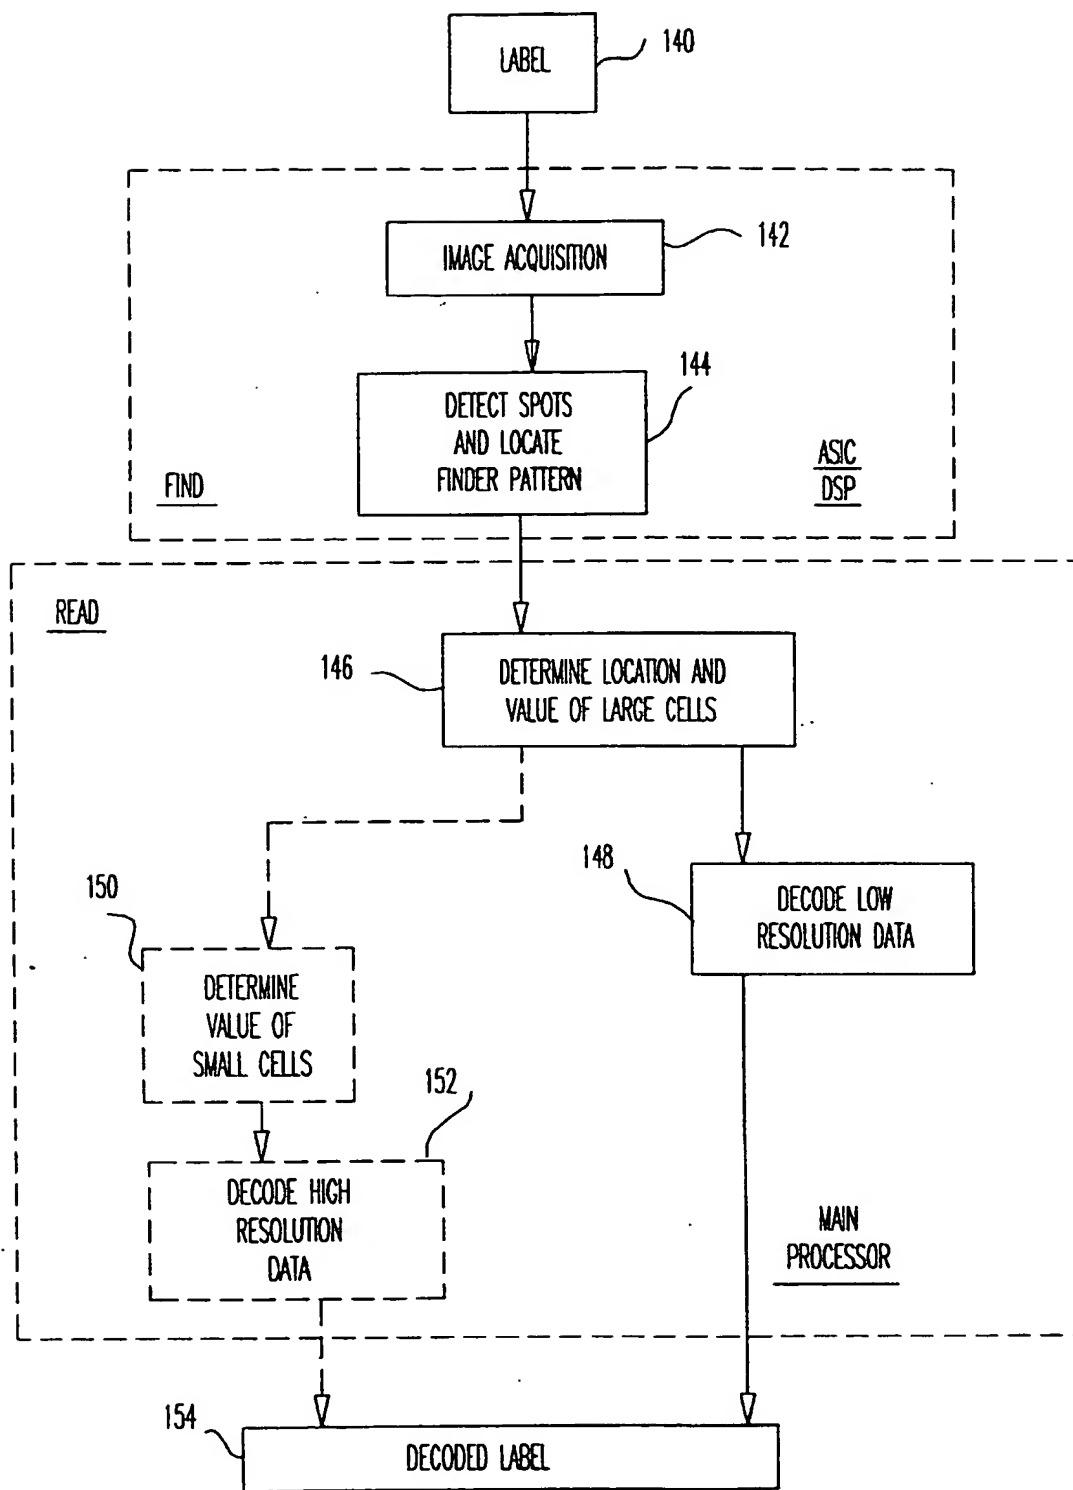 LABEL
140
IMAGE ACQUISITION
142
DETECT SPOTS
AND LOCATE
FINDER PATTERN
144
FIND
ASIC
DSP
READ
146
DETERMINE LOCATION AND
VALUE OF LARGE CELLS
148
DECODE LOW
RESOLUTION DATA
150
DETERMINE
VALUE OF
SMALL CELLS
152
DECODE HIGH
RESOLUTION
DATA
MAIN
PROCESSOR
154
DECODED LABEL